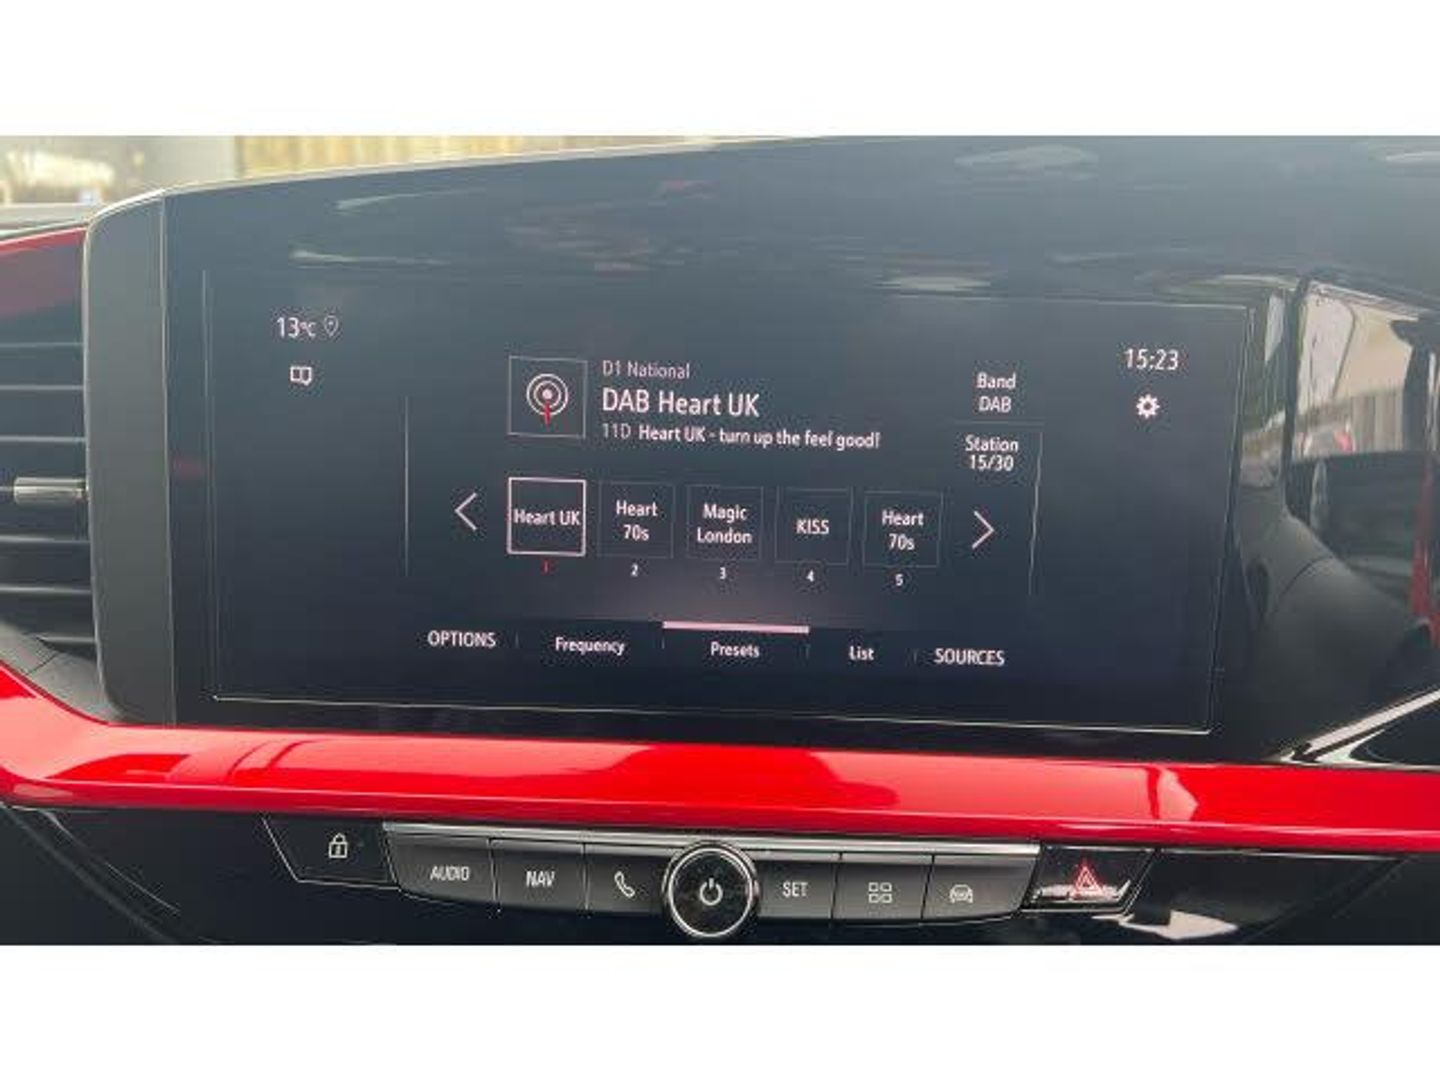 13°C
15:23
D1 National
DAB Heart UK
11D Heart UK - turn up the feel good!
Band
DAB
Station
15/30
Heart UK
Heart
70s
Magic
London
KISS
Heart
70s
1 2 3 4 5
OPTIONS Frequency Presets List SOURCES
AUDIO NAV SET